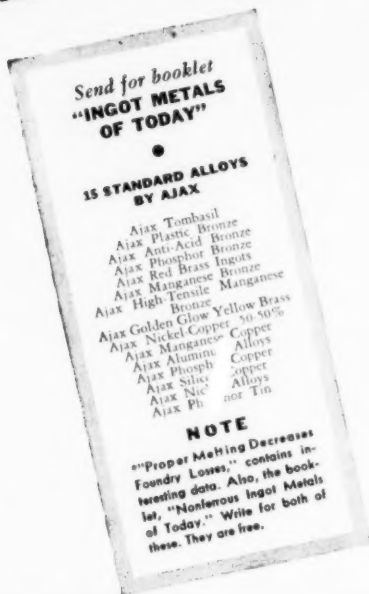 Send for booklet
"INGOT METALS
OF TODAY"
15 STANDARD ALLOYS
BY AJAX
Ajax Tombasil
Ajax Plastic Bronze
Ajax Anti-Acid Bronze
Ajax Phosphor Bronze
Ajax Red Brass Ingots
Ajax Manganese Bronze
Ajax High-Tensile Manganese
Bronze
Ajax Golden Glow Yellow Brass
Ajax Nickel-Copper 50-50%
Ajax Manganese Copper
Ajax Alloys
Ajax Copper
Ajax
Ajax Alloys
Ajax Tin
NOTE
"Proper Melting Decreases
Foundry Losses," contains in-
teresting data. Also, the book-
let, "Nonferrous Ingot Metals
of Today." Write for both of
these. They are free.